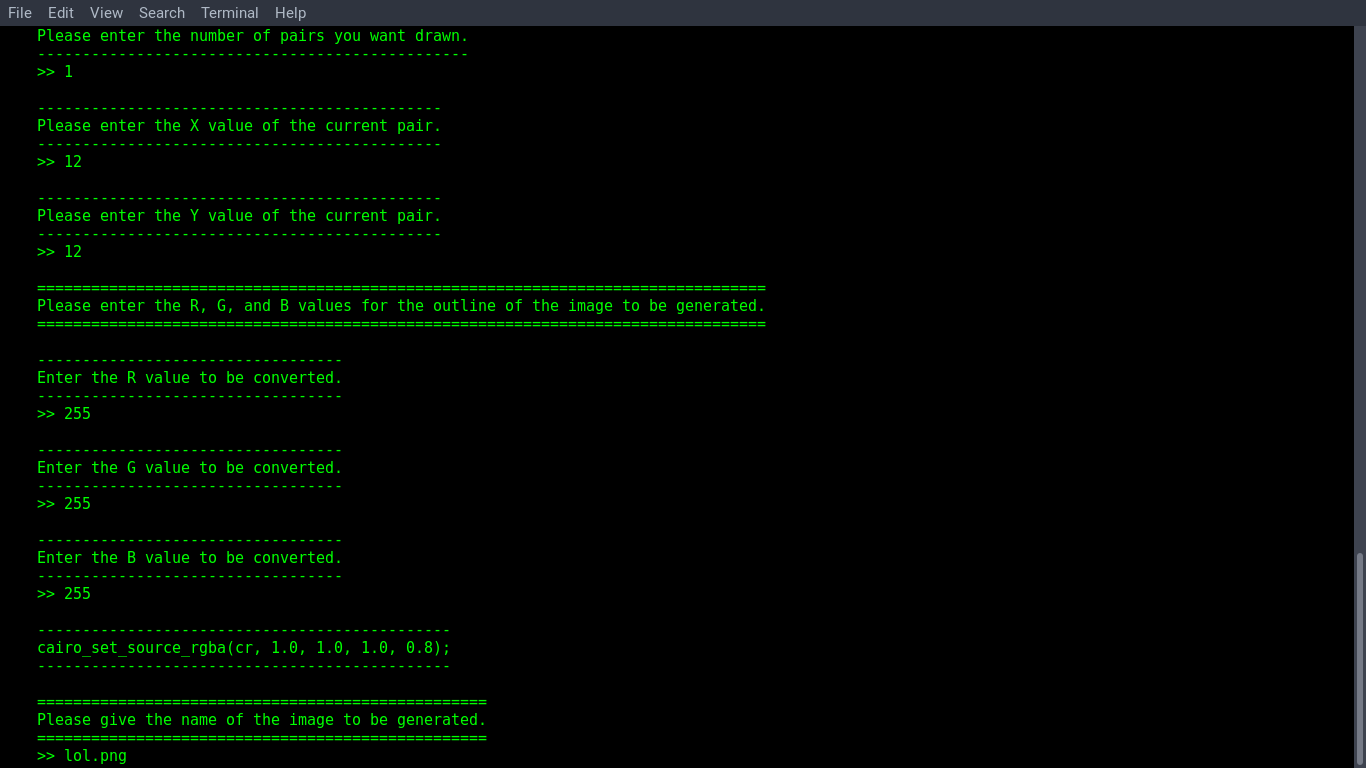 File Edit View Search Terminal Help
Please enter the number of pairs you want drawn.
------------------------------------------------
>> 1
---------------------------------------------
Please enter the X value of the current pair.
---------------------------------------------
>> 12
---------------------------------------------
Please enter the Y value of the current pair.
---------------------------------------------
>> 12
=================================================================================
Please enter the R, G, and B values for the outline of the image to be generated.
=================================================================================
----------------------------------
Enter the R value to be converted.
----------------------------------
>> 255
----------------------------------
Enter the G value to be converted.
----------------------------------
>> 255
----------------------------------
Enter the B value to be converted.
----------------------------------
>> 255
----------------------------------------------
cairo_set_source_rgba(cr, 1.0, 1.0, 1.0, 0.8);
----------------------------------------------
==================================================
Please give the name of the image to be generated.
==================================================
>> lol.png